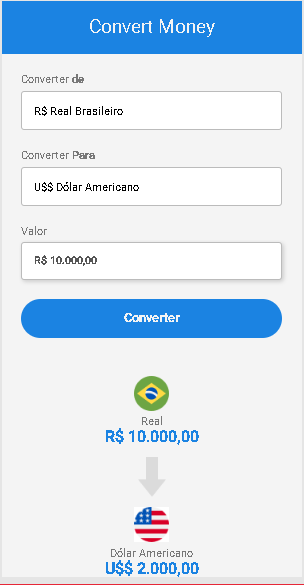 Convert Money
Converter de
R$ Real Brasileiro
Converter Para
U$$ Dólar Americano
Valor
R$ 10.000,00
Converter
Real
R$ 10.000,00
Dólar Americano
U$$ 2.000,00